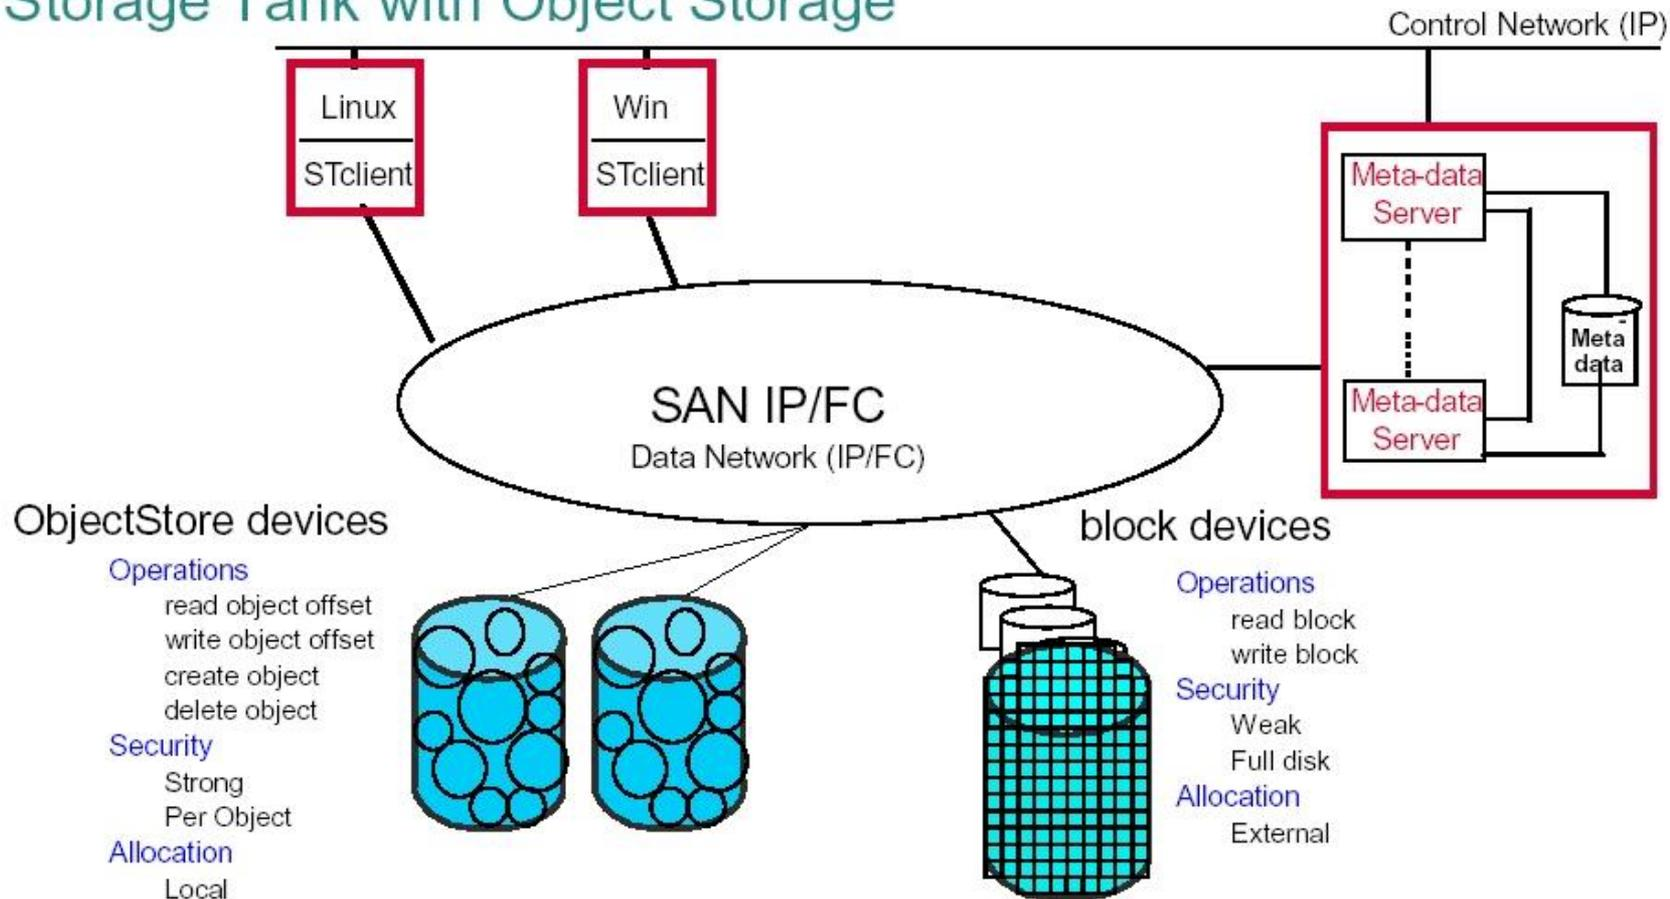 Storage Tank with Object Storage
Control Network (IP)
Linux
STclient
Win
STclient
Meta-data
Server
Meta
data
Meta-data
Server
SAN IP/FC
Data Network (IP/FC)
ObjectStore devices
Operations
read object offset
write object offset
create object
delete object
Security
Strong
Per Object
Allocation
Local
block devices
Operations
read block
write block
Security
Weak
Full disk
Allocation
External